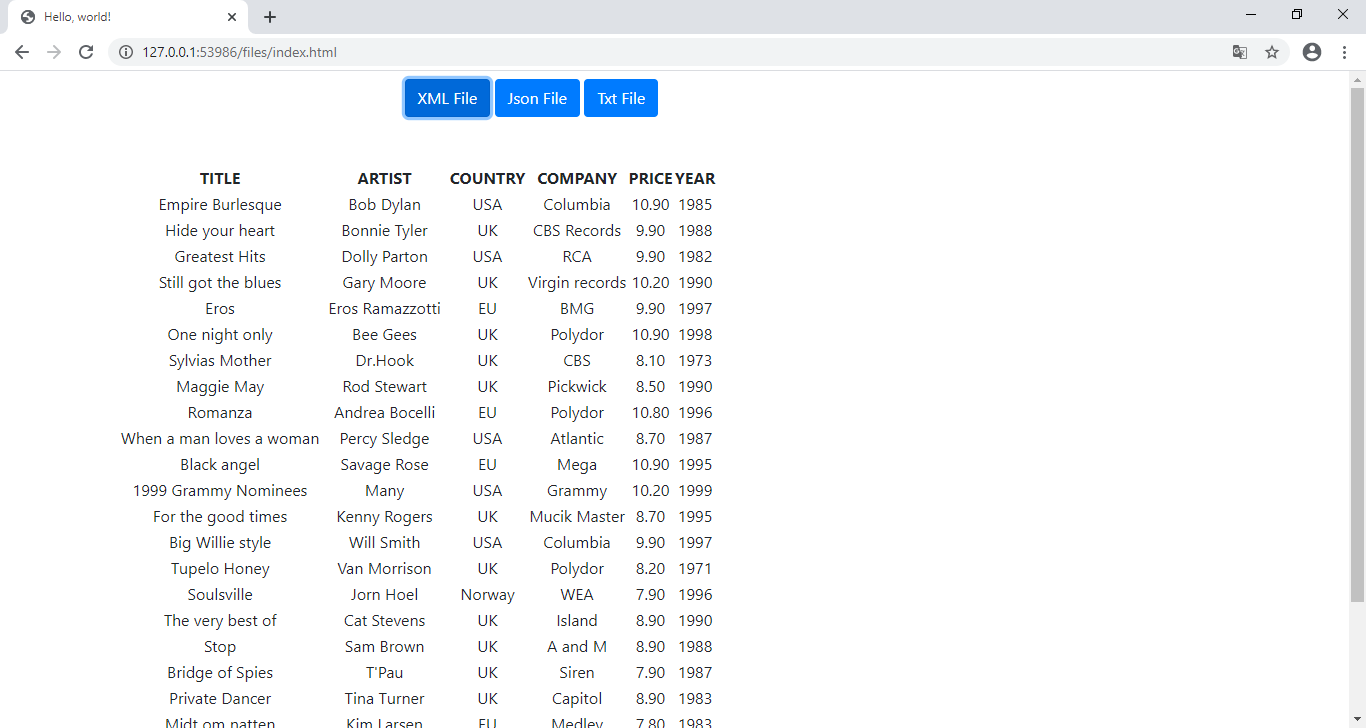 Hello, world!
127.0.0.1:53986/files/index.html
XML File Json File Txt File
TITLE ARTIST COUNTRY COMPANY PRICE YEAR
Empire Burlesque Bob Dylan USA Columbia 10.90 1985
Hide your heart Bonnie Tyler UK CBS Records 9.90 1988
Greatest Hits Dolly Parton USA RCA 9.90 1982
Still got the blues Gary Moore UK Virgin records 10.20 1990
Eros Eros Ramazzotti EU BMG 9.90 1997
One night only Bee Gees UK Polydor 10.90 1998
Sylvias Mother Dr.Hook UK CBS 8.10 1973
Maggie May Rod Stewart UK Pickwick 8.50 1990
Romanza Andrea Bocelli EU Polydor 10.80 1996
When a man loves a woman Percy Sledge USA Atlantic 8.70 1987
Black angel Savage Rose EU Mega 10.90 1995
1999 Grammy Nominees Many USA Grammy 10.20 1999
For the good times Kenny Rogers UK Mucik Master 8.70 1995
Big Willie style Will Smith USA Columbia 9.90 1997
Tupelo Honey Van Morrison UK Polydor 8.20 1971
Soulsville Jorn Hoel Norway WEA 7.90 1996
The very best of Cat Stevens UK Island 8.90 1990
Stop Sam Brown UK A and M 8.90 1988
Bridge of Spies T'Pau UK Siren 7.90 1987
Private Dancer Tina Turner UK Capitol 8.90 1983
Midt om natten Kim Larsen EU Medley 7.80 1983